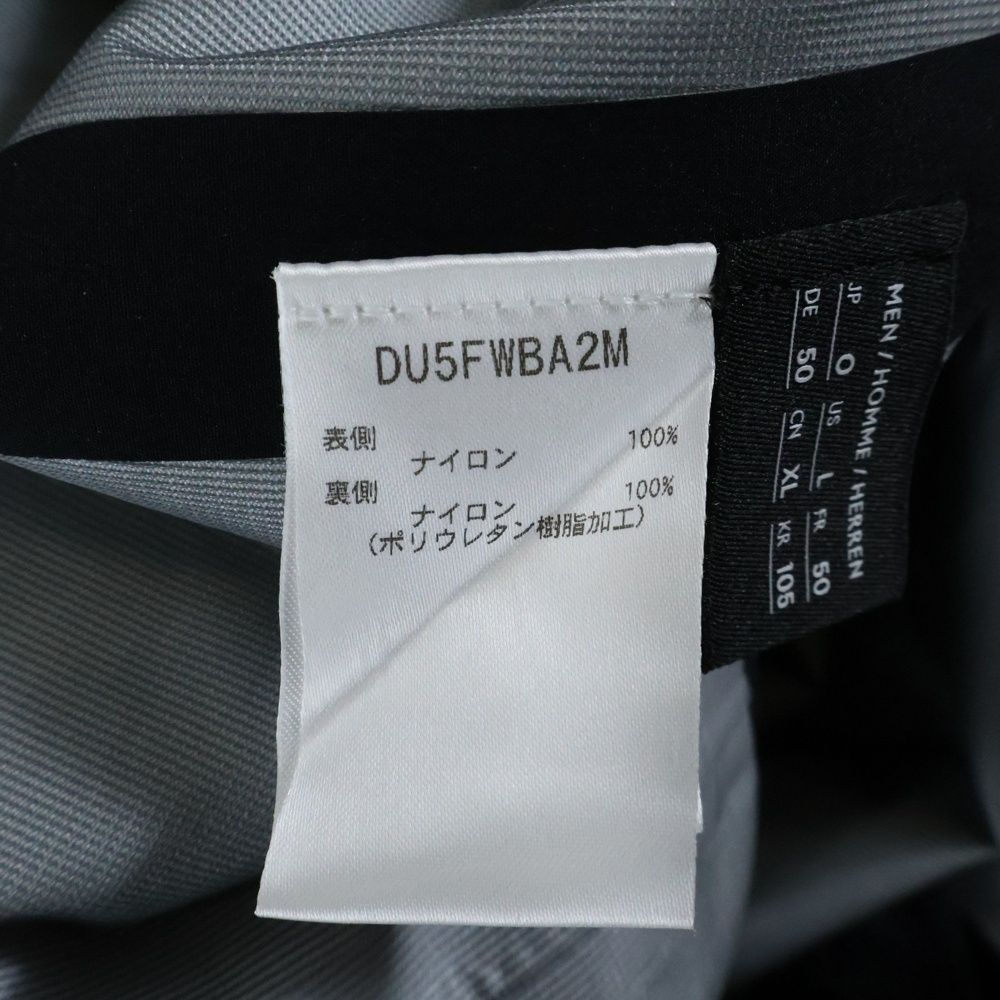 DU5FWBA2M
表側
ナイロン 100%
裏側
ナイロン 100%
(ポリウレタン樹脂加工)
MEN / HOMME / HERREN
JP O US L FR 50
DE 50 CN XL KR 105